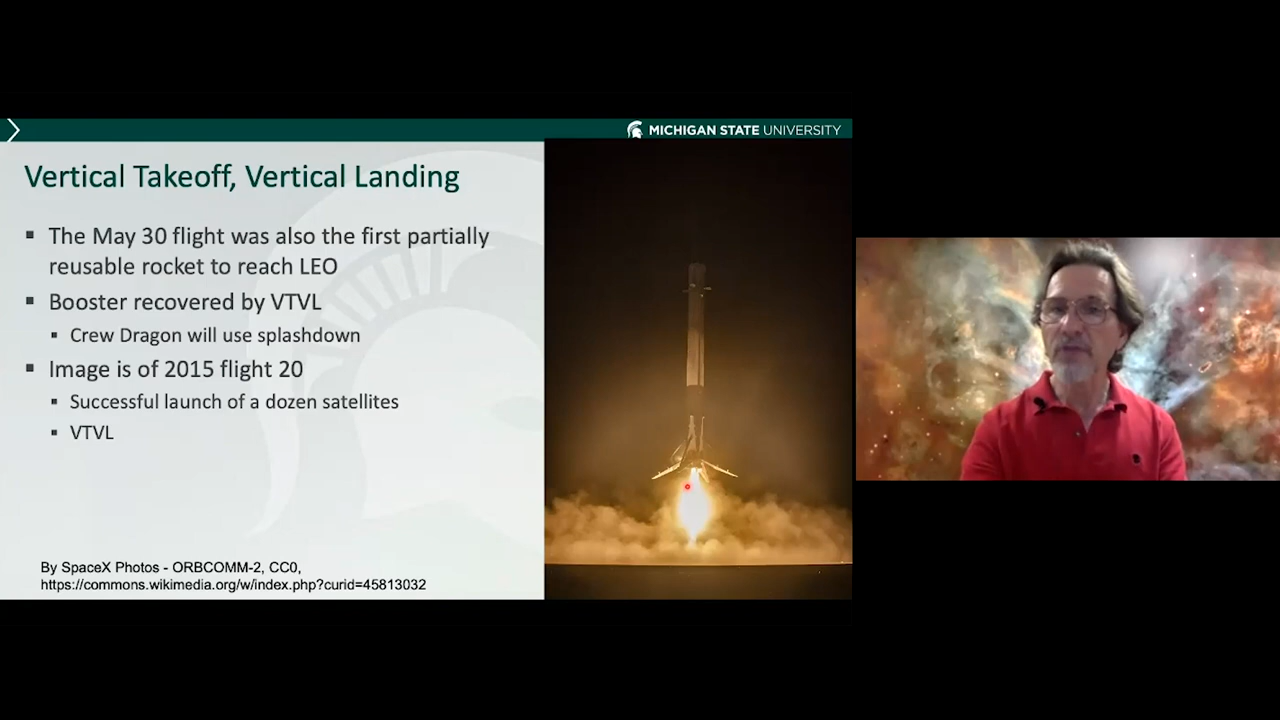 MICHIGAN STATE UNIVERSITY
Vertical Takeoff, Vertical Landing
▪ The May 30 flight was also the first partially
reusable rocket to reach LEO
▪ Booster recovered by VTVL
▪ Crew Dragon will use splashdown
▪ Image is of 2015 flight 20
▪ Successful launch of a dozen satellites
▪ VTVL
By SpaceX Photos - ORBCOMM-2, CC0,
https://commons.wikimedia.org/w/index.php?curid=45813032